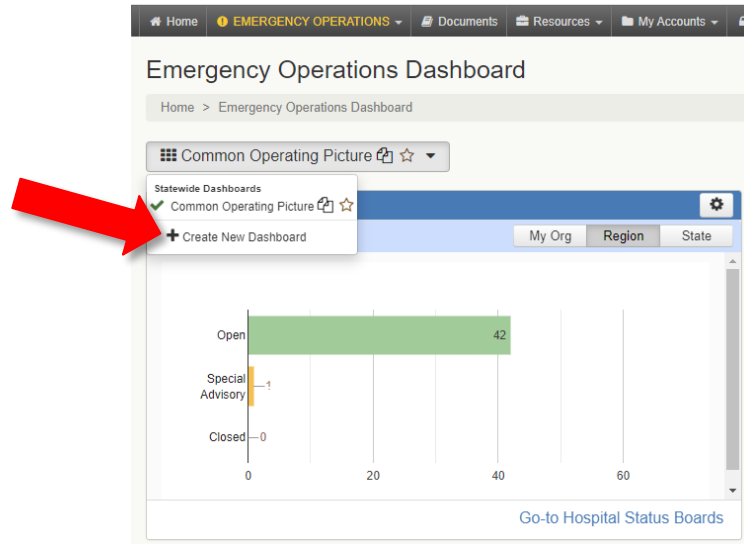 Home EMERGENCY OPERATIONS Documents Resources My Accounts
Emergency Operations Dashboard
Home > Emergency Operations Dashboard
Common Operating Picture
Statewide Dashboards
Common Operating Picture
Create New Dashboard
My Org Region State
Open 42
Special
Advisory 1
Closed 0
0 20 40 60
Go-to Hospital Status Boards